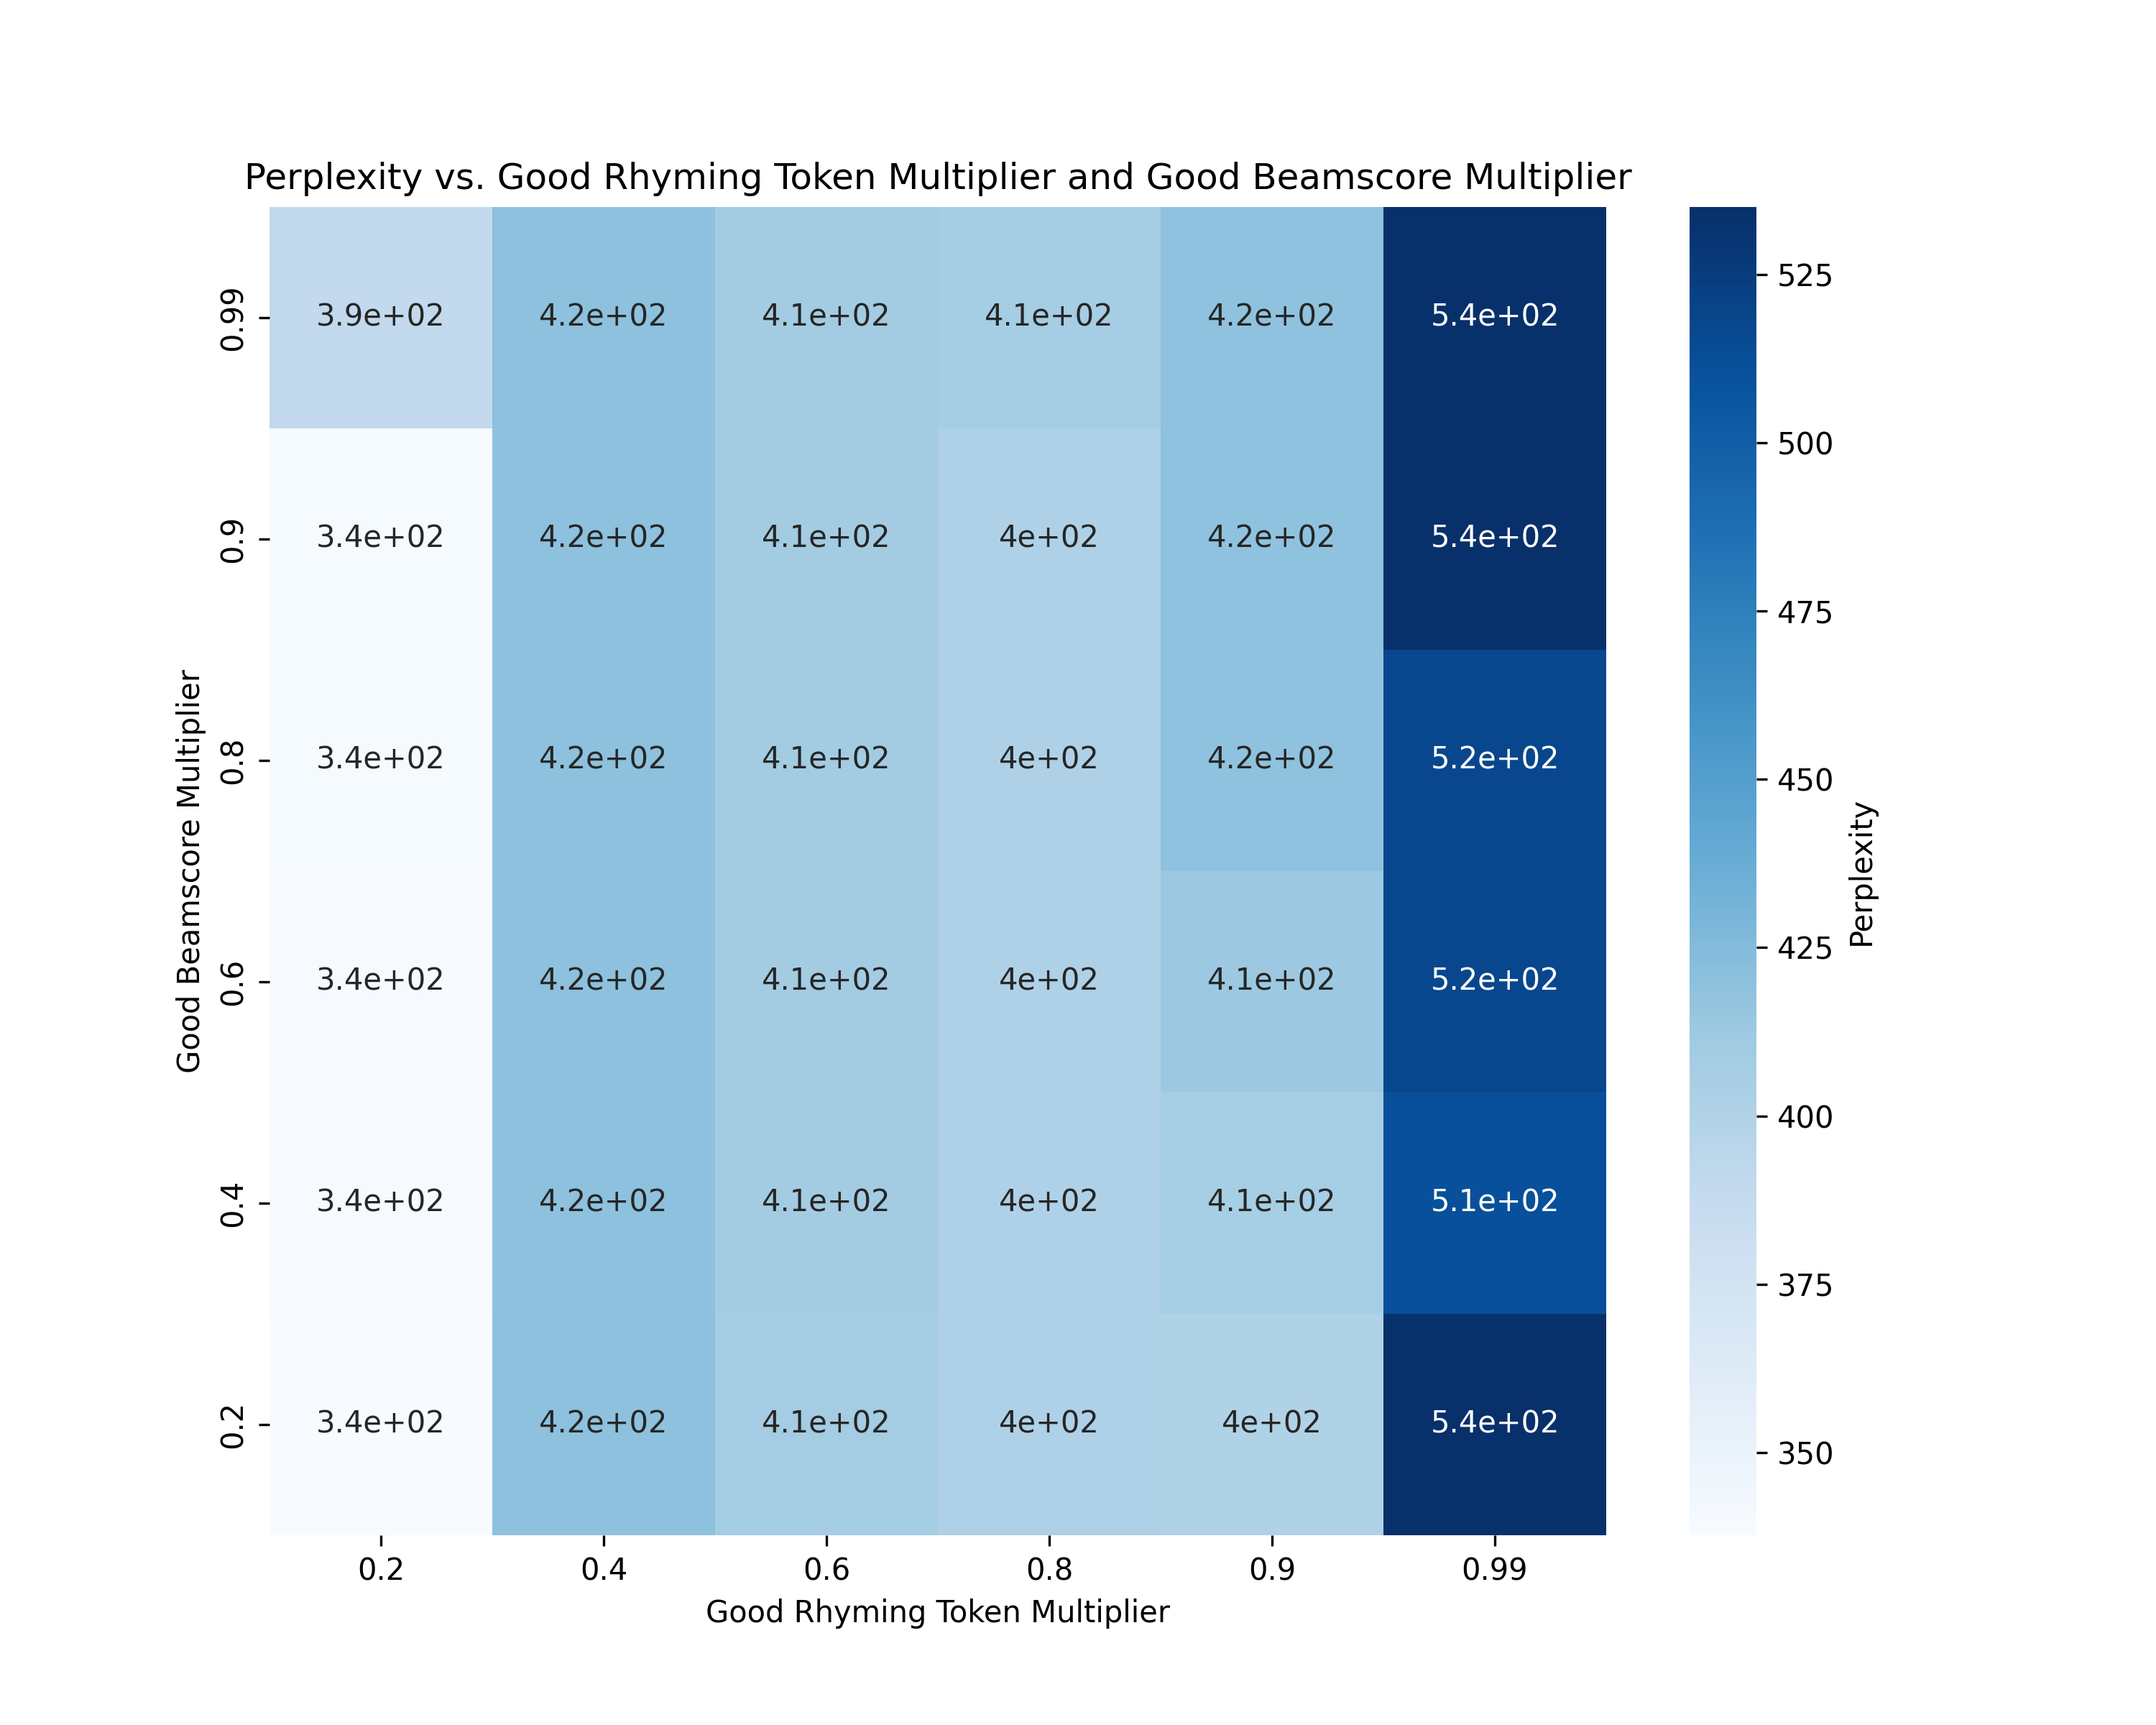 Perplexity vs. Good Rhyming Token Multiplier and Good Beamscore Multiplier
0.99 3.9e+02 4.2e+02 4.1e+02 4.1e+02 4.2e+02 5.4e+02
0.9 3.4e+02 4.2e+02 4.1e+02 4e+02 4.2e+02 5.4e+02
0.8 3.4e+02 4.2e+02 4.1e+02 4e+02 4.2e+02 5.2e+02
0.6 3.4e+02 4.2e+02 4.1e+02 4e+02 4.1e+02 5.2e+02
0.4 3.4e+02 4.2e+02 4.1e+02 4e+02 4.1e+02 5.1e+02
0.2 3.4e+02 4.2e+02 4.1e+02 4e+02 4e+02 5.4e+02
Good Beamscore Multiplier
0.2 0.4 0.6 0.8 0.9 0.99
Good Rhyming Token Multiplier
525
500
475
450
425
400
375
350
Perplexity